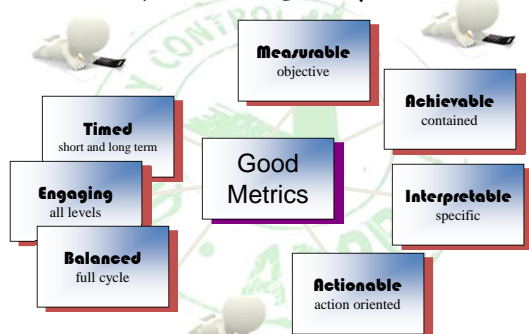 Measurable
objective
Achievable
contained
Timed
short and long term
Good
Metrics
Engaging
all levels
Interpretable
specific
Balanced
full cycle
Actionable
action oriented
CONTROL